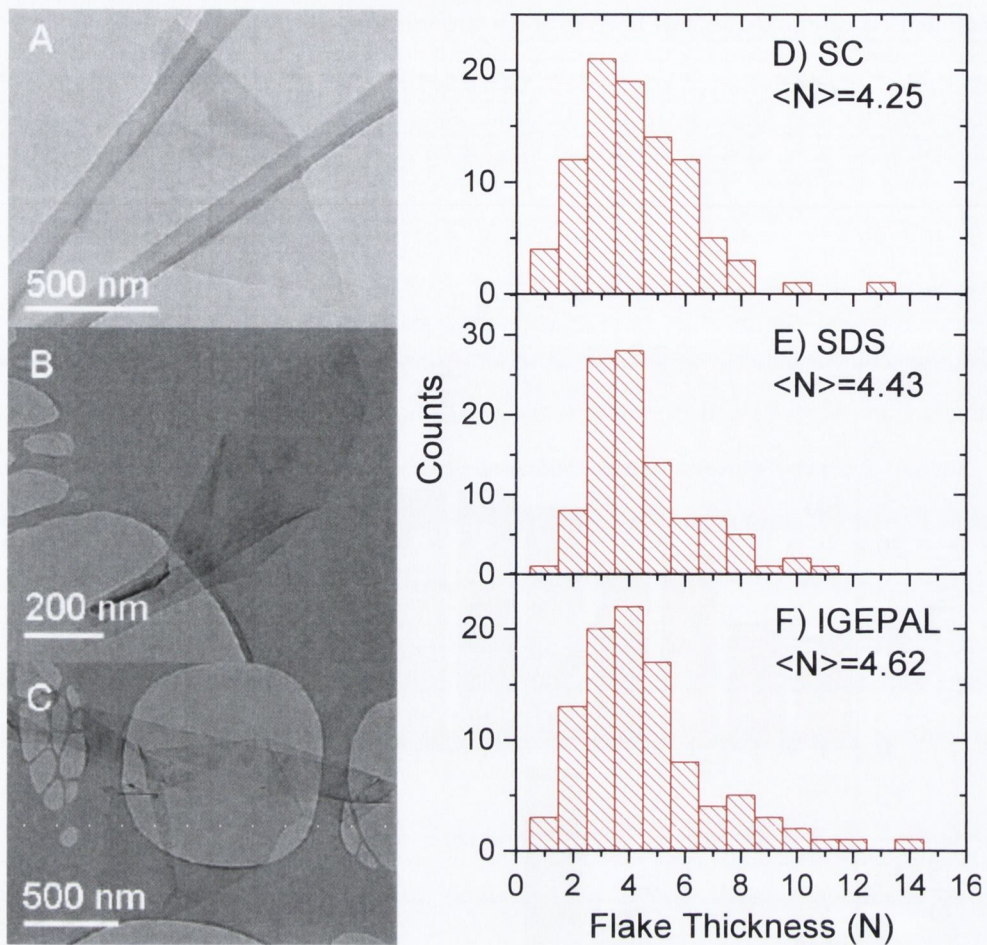 A
500 nm
B
200 nm
C
500 nm
Counts
20
10
0
D) SC
<N>=4.25
30
20
10
0
E) SDS
<N>=4.43
20
10
0
F) IGEPAL
<N>=4.62
0 2 4 6 8 10 12 14 16
Flake Thickness (N)